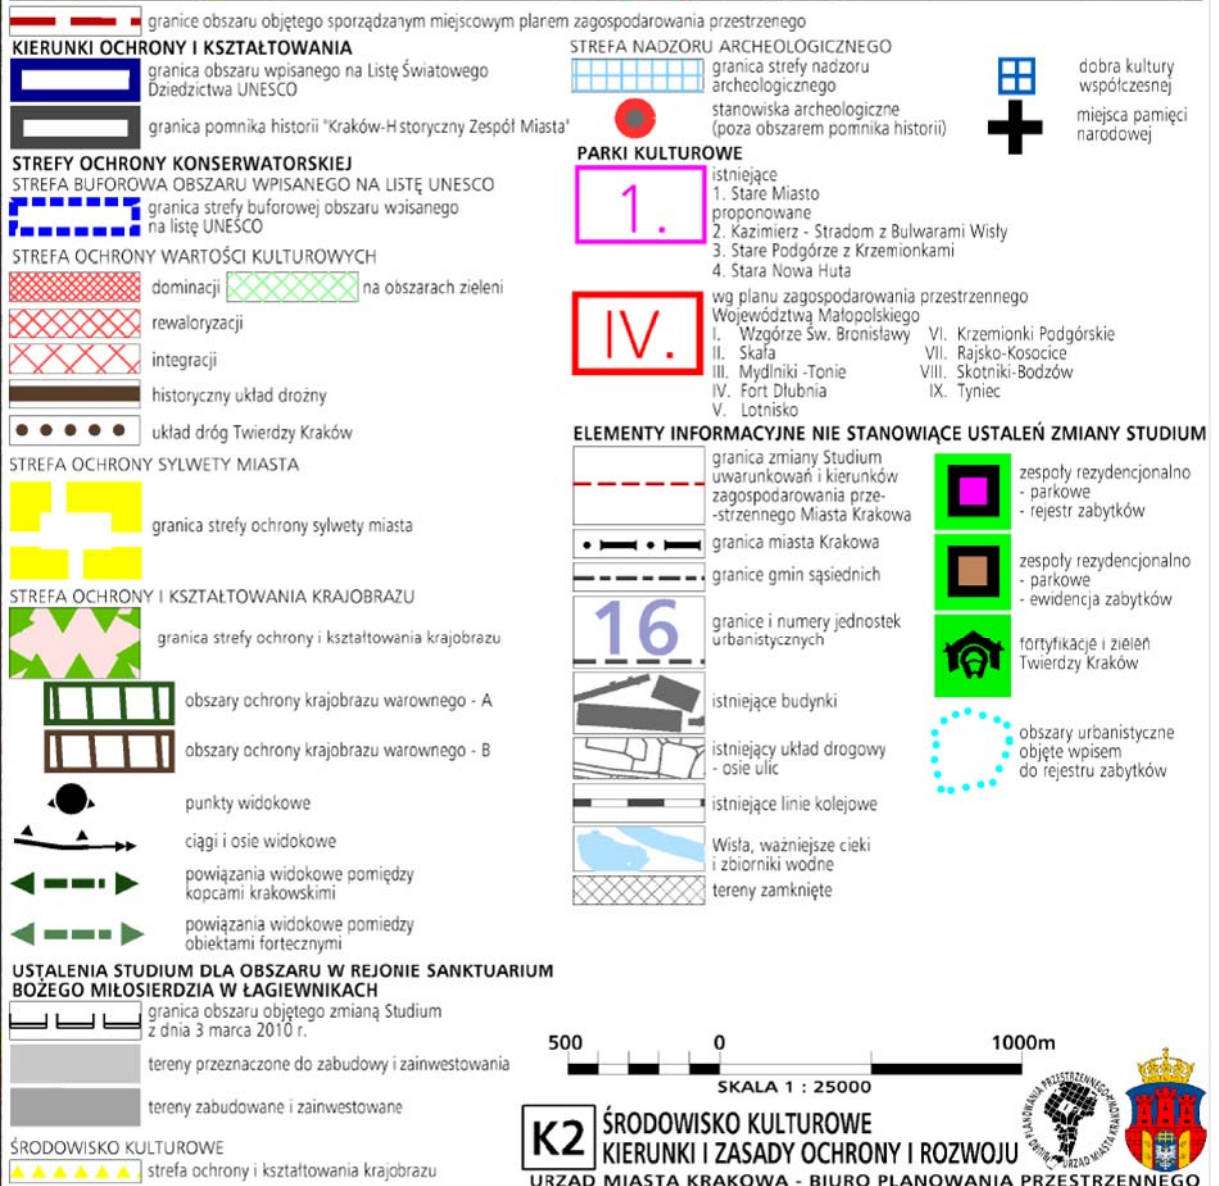 granice obszaru objętego sporządzanym miejscowym planem zagospodarowania przestrzenego
KIERUNKI OCHRONY I KSZTAŁTOWANIA
granica obszaru wpisanego na Listę Światowego
Dziedzictwa UNESCO
granica pomnika historii "Kraków-H storyczny Zespół Miasta"
STREFY OCHRONY KONSERWATORSKIEJ
STREFA BUFOROWA OBSZARU WPISANEGO NA LISTĘ UNESCO
granica strefy buforowej obszaru wpisanego
na listę UNESCO
STREFA OCHRONY WARTOŚCI KULTUROWYCH
dominacji
na obszarach zieleni
rewaloryzacji
integracji
historyczny układ drożny
układ dróg Twierdzy Kraków
STREFA OCHRONY SYLWETY MIASTA
granica strefy ochrony sylwety miasta
STREFA OCHRONY I KSZTAŁTOWANIA KRAJOBRAZU
granica strefy ochrony i kształtowania krajobrazu
obszary ochrony krajobrazu warownego - A
obszary ochrony krajobrazu warownego - B
punkty widokowe
ciągi i osie widokowe
powiązania widokowe pomiędzy
kopcami krakowskimi
powiązania widokowe pomiedzy
obiektami fortecznymi
USTALENIA STUDIUM DLA OBSZARU W REJONIE SANKTUARIUM
BOŻEGO MIŁOSIERDZIA W ŁAGIEWNIKACH
granica obszaru objętego zmianą Studium
z dnia 3 marca 2010 r.
tereny przeznaczone do zabudowy i zainwestowania
tereny zabudowane i zainwestowane
ŚRODOWISKO KULTUROWE
strefa ochrony i kształtowania krajobrazu
STREFA NADZORU ARCHEOLOGICZNEGO
granica strefy nadzoru
archeologicznego
stanowiska archeologiczne
(poza obszarem pomnika historii)
dobra kultury
współczesnej
miejsca pamięci
narodowej
PARKI KULTUROWE
1.
istniejące
1. Stare Miasto
proponowane
2. Kazimierz - Stradom z Bulwarami Wisły
3. Stare Podgórze z Krzemionkami
4. Stara Nowa Huta
IV.
wg planu zagospodarowania przestrzennego
Województwa Małopolskiego
I. Wzgórze Św. Bronisławy
II. Skała
III. Mydlniki -Tonie
IV. Fort Dłubnia
V. Lotnisko
VI. Krzemionki Podgórskie
VII. Rajsko-Kosocice
VIII. Skotniki-Bodzów
IX. Tyniec
ELEMENTY INFORMACYJNE NIE STANOWIĄCE USTALEŃ ZMIANY STUDIUM
granica zmiany Studium
uwarunkowań i kierunków
zagospodarowania prze-
-strzennego Miasta Krakowa
granica miasta Krakowa
granice gmin sąsiednich
16
granice i numery jednostek
urbanistycznych
istniejące budynki
istniejący układ drogowy
- osie ulic
istniejące linie kolejowe
Wisła, ważniejsze cieki
i zbiorniki wodne
tereny zamknięte
zespoły rezydencjonalno
- parkowe
- rejestr zabytków
zespoły rezydencjonalno
- parkowe
- ewidencja zabytków
fortyfikacje i zieleń
Twierdzy Kraków
obszary urbanistyczne
objęte wpisem
do rejestru zabytków
500 0 1000m
SKALA 1 : 25000
K2
ŚRODOWISKO KULTUROWE
KIERUNKI I ZASADY OCHRONY I ROZWOJU
BIURO PLANOWANIA PRZESTRZENNEGO URZĄD MIASTA KRAKOWA
URZĄD MIASTA KRAKOWA - BIURO PLANOWANIA PRZESTRZENNEGO